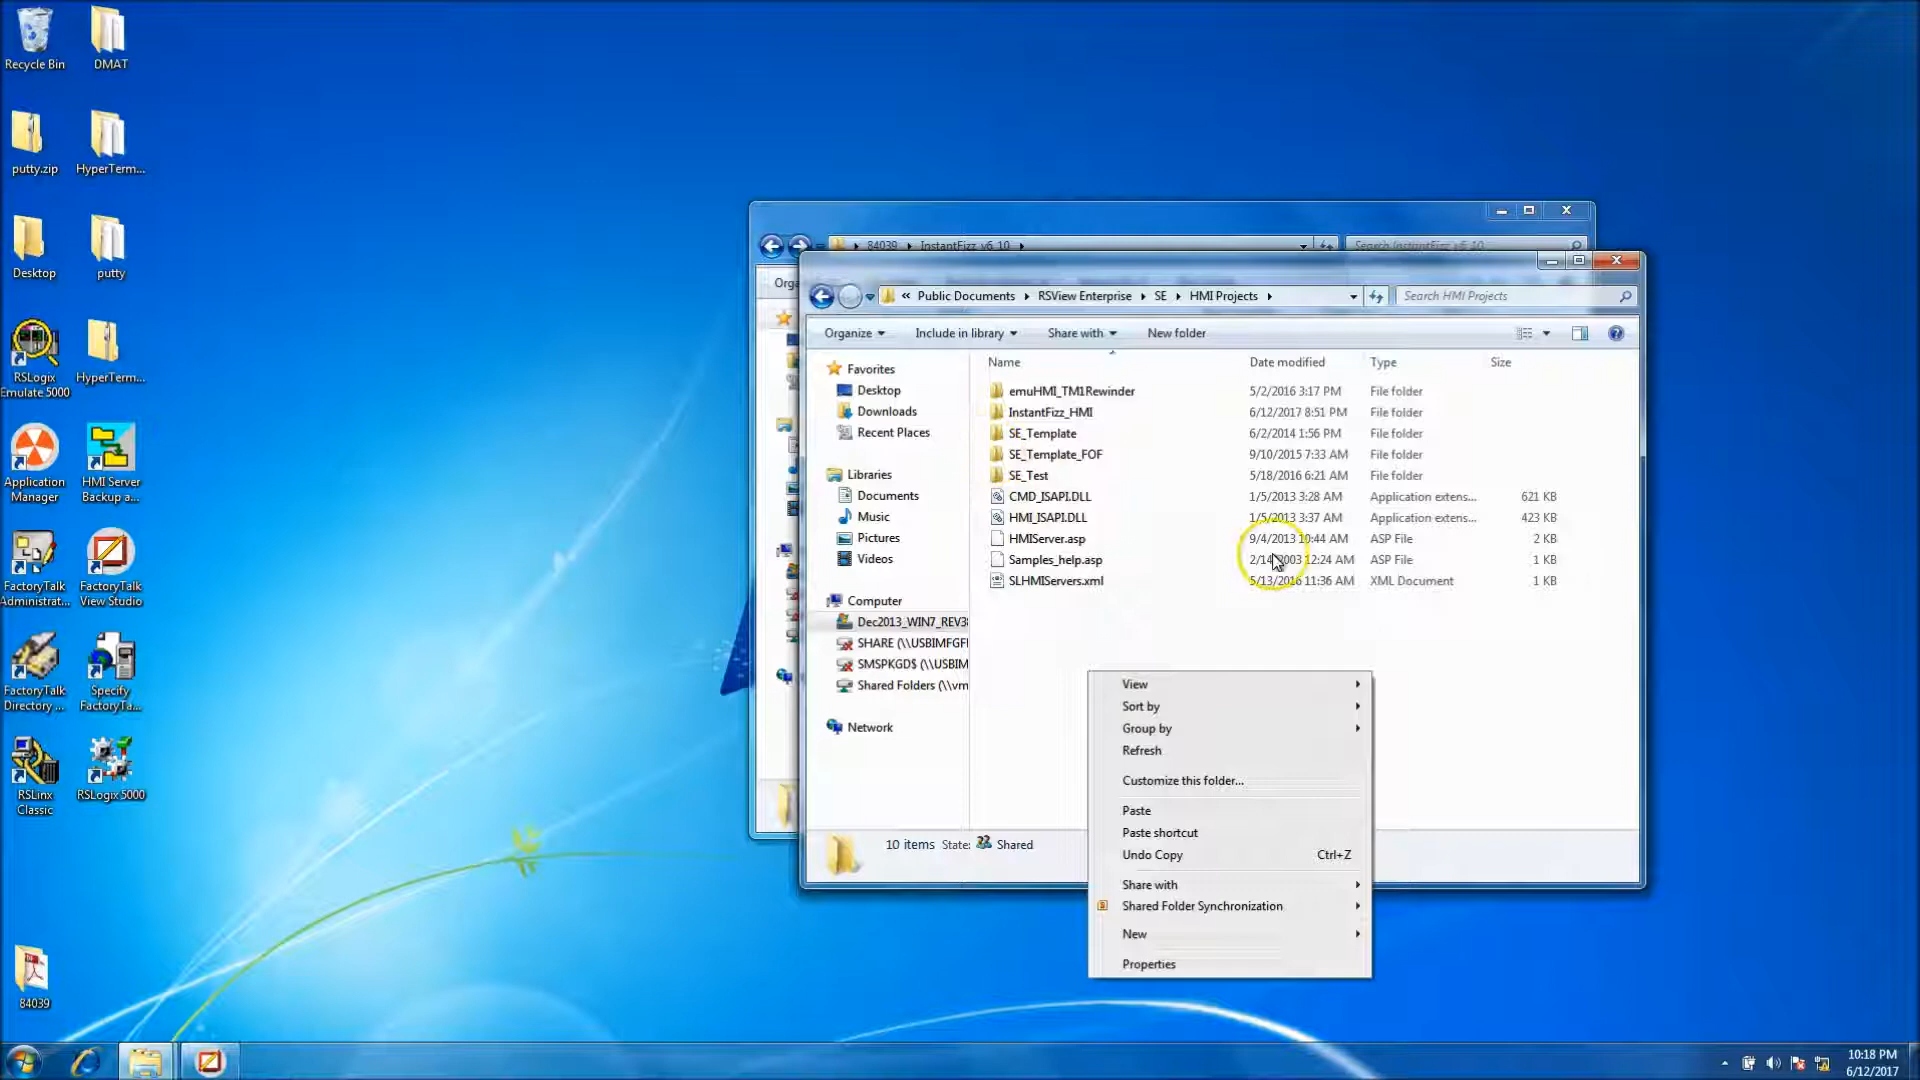 Recycle Bin
DMAT
putty.zip
HyperTerm...
Desktop
putty
RSLogix
Emulate 5000
HyperTerm...
Application
Manager
HMI Server
Backup a...
FactoryTalk
Administrat...
FactoryTalk
View Studio
FactoryTalk
Directory ...
Specify
FactoryTa...
RSLinx
Classic
RSLogix 5000
84039
84039 InstantFizz v6_10
Search InstantFizz v6_10
Orga
« Public Documents RSView Enterprise SE HMI Projects
Search HMI Projects
Organize Include in library Share with New folder
Favorites
Desktop
Downloads
Recent Places
Libraries
Documents
Music
Pictures
Videos
Computer
Dec2013_WIN7_REV3
SHARE (\\USBIMFGF
SMSPKGD$ (\\USBIM
Shared Folders (\\vm
Network
Name Date modified Type Size
emuHMI_TM1Rewinder 5/2/2016 3:17 PM File folder
InstantFizz_HMI 6/12/2017 8:51 PM File folder
SE_Template 6/2/2014 1:56 PM File folder
SE_Template_FOF 9/10/2015 7:33 AM File folder
SE_Test 5/18/2016 6:21 AM File folder
CMD_ISAPI.DLL 1/5/2013 3:28 AM Application extens... 621 KB
HMI_ISAPI.DLL 1/5/2013 3:37 AM Application extens... 423 KB
HMIServer.asp 9/4/2013 10:44 AM ASP File 2 KB
Samples_help.asp 2/14/2003 12:24 AM ASP File 1 KB
SLHMIServers.xml 5/13/2016 11:36 AM XML Document 1 KB
View
Sort by
Group by
Refresh
Customize this folder...
Paste
Paste shortcut
Undo Copy Ctrl+Z
Share with
Shared Folder Synchronization
New
Properties
10 items State: Shared
10:18 PM
6/12/2017